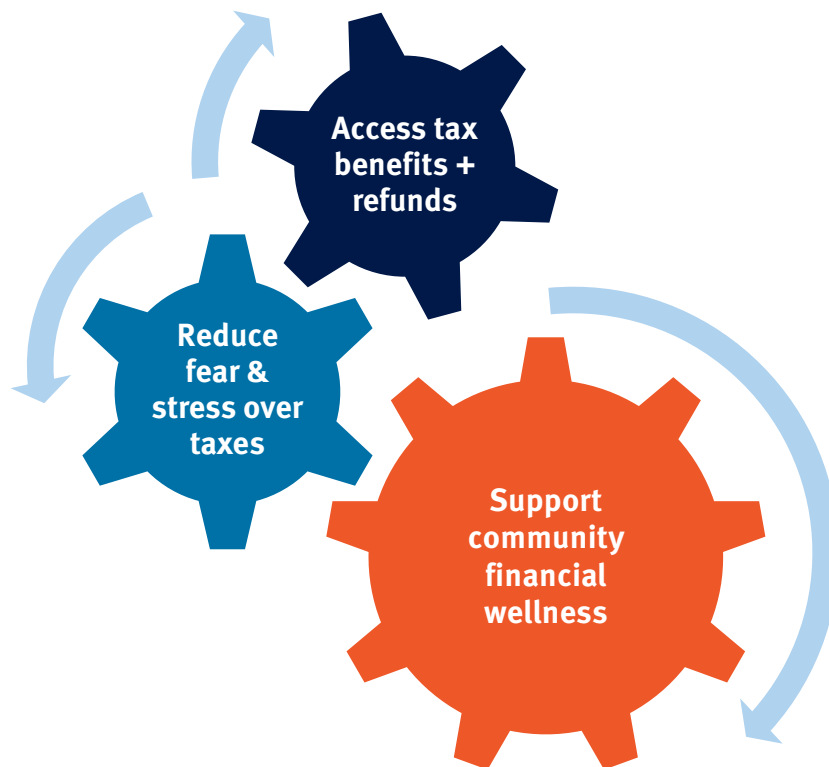 Access tax
benefits +
refunds
Reduce
fear &
stress over
taxes
Support
community
financial
wellness